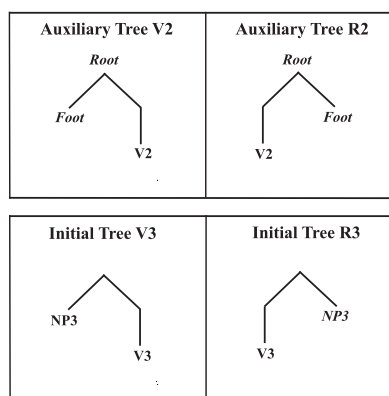 Auxiliary Tree V2
Root
Foot
V2
Auxiliary Tree R2
Root
Foot
V2
Initial Tree V3
NP3
V3
Initial Tree R3
NP3
V3